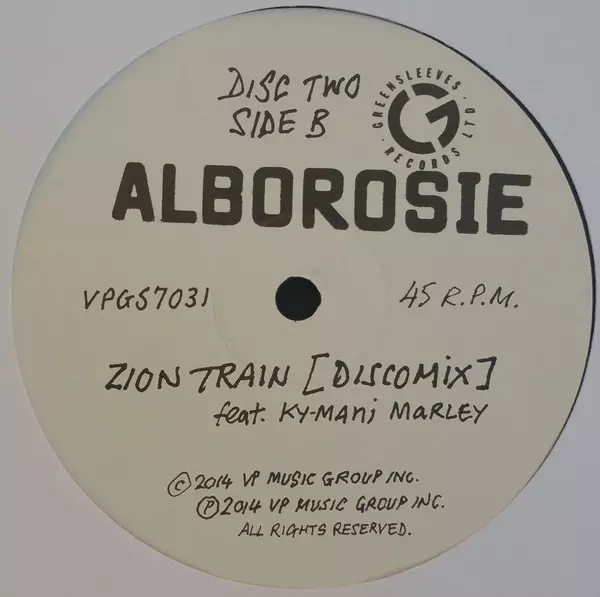 DISC TWO
SIDE B
GREENSLEEVES · RECORDS LTD ·
ALBOROSIE
VPGS7031
45 R.P.M.
ZION TRAIN [DISCOMIX]
feat. KY-MANi MARLEY
© 2014 VP MUSIC GROUP INC.
℗ 2014 VP MUSIC GROUP INC.
ALL RIGHTS RESERVED.